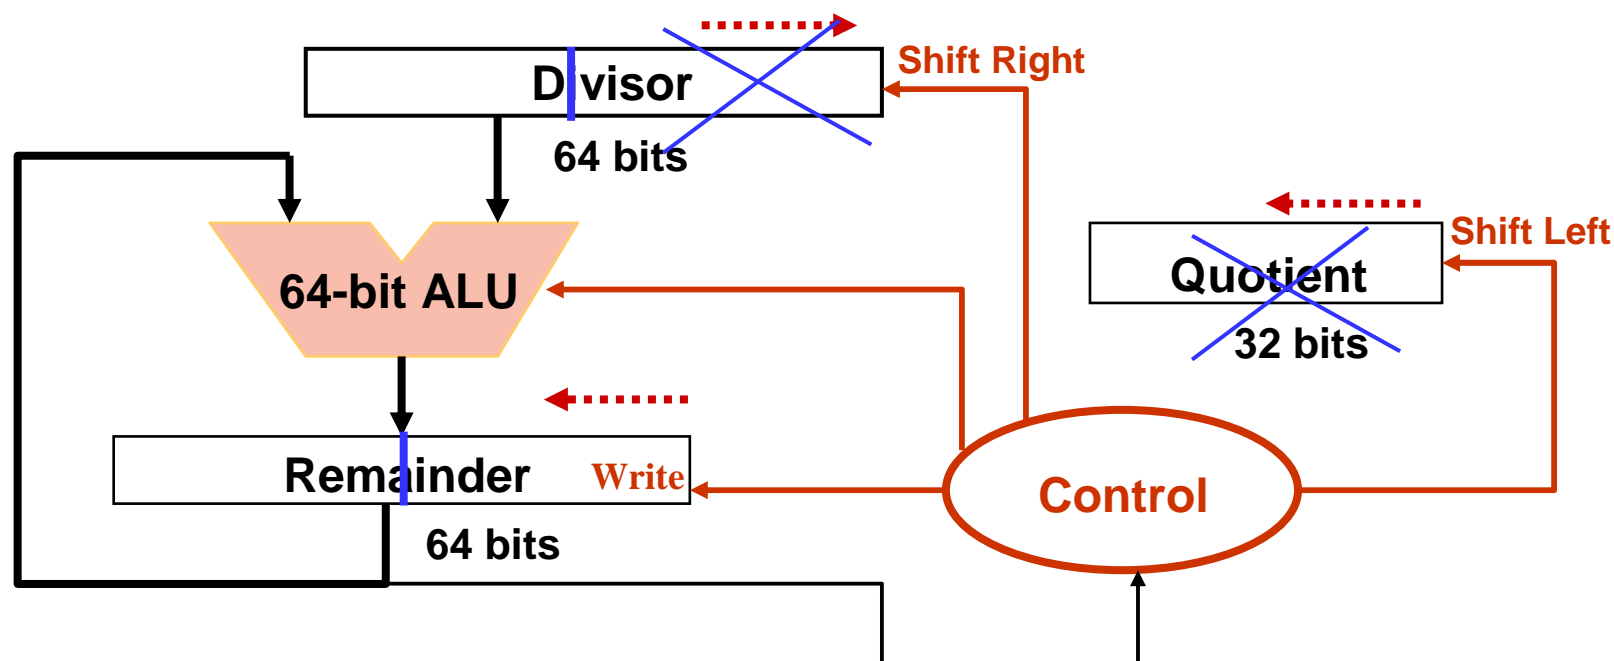 Divisor
Shift Right
64 bits
Shift Left
Quotient
64-bit ALU
32 bits
Remainder
Write
Control
64 bits